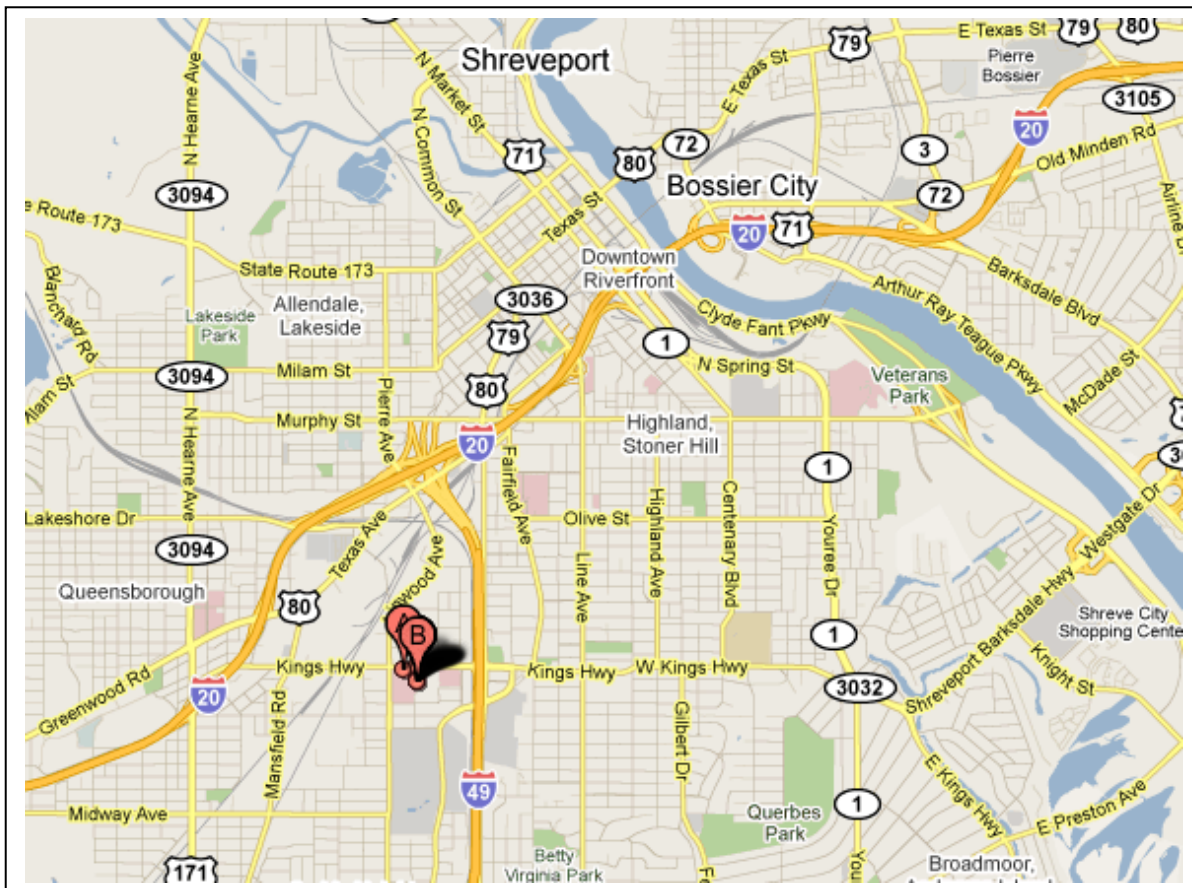 79
80
E Texas St
79
80
Shreveport
79
E Texas St
Pierre
Bossier
3105
N Hearne Ave
N Market St
20
N Common St
72
3
Old Minden Rd
71
80
3094
Bossier City
72
Airline Dr
Route 173
Texas St
20
71
State Route 173
Downtown
Riverfront
Barksdale Blvd
Blanchard Rd
Allendale,
Lakeside
3036
Arthur Ray Teague Pkwy
Lakeside
Park
79
Clyde Fant Pkwy
1
N Spring St
McDade St
3094
Milam St
Veterans
Park
Pierre Ave
80
N Hearne Ave
Murphy St
Highland,
Stoner Hill
20
Fairfield Ave
1
Highland Ave
Centenary Blvd
Westgate Dr
Lakeshore Dr
Olive St
Youree Dr
3094
Texas Ave
Line Ave
Shreveport Barksdale Hwy
Queensborough
80
B
1
Shreve City
Shopping Cente
Kings Hwy
Kings Hwy
W Kings Hwy
Knight St
Greenwood Rd
20
3032
Mansfield Rd
Gilbert Dr
49
E Kings Hwy
Midway Ave
Querbes
Park
1
E Preston Ave
171
Betty
Virginia Park
Broadmoor,